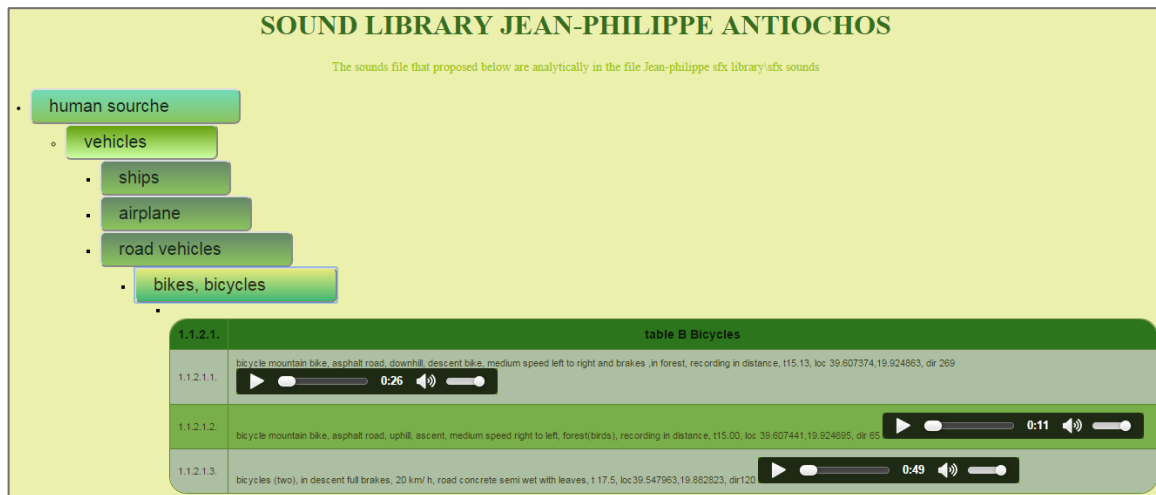 SOUND LIBRARY JEAN-PHILIPPE ANTIOCHOS
The sounds file that proposed below are analytically in the file Jean-philippe sfx library\sfx sounds
human sourche
vehicles
ships
airplane
road vehicles
bikes, bicycles
1.1.2.1. table B Bicycles
bicycle mountain bike, asphalt road, downhill, descent bike, medium speed left to right and brakes ,in forest, recording in distance, t15.13, loc 39.607374,19.924863, dir 269
1.1.2.1.1. 0:26
1.1.2.1.2. bicycle mountain bike, asphalt road, uphill, ascent, medium speed right to left, forest(birds), recording in distance, t15.00, loc 39.607441,19.924695, dir 65 0:11
1.1.2.1.3. bicycles (two), in descent full brakes, 20 km/ h, road concrete semi wet with leaves, t 17.5, loc39.547963,19.882823, dir120 0:49